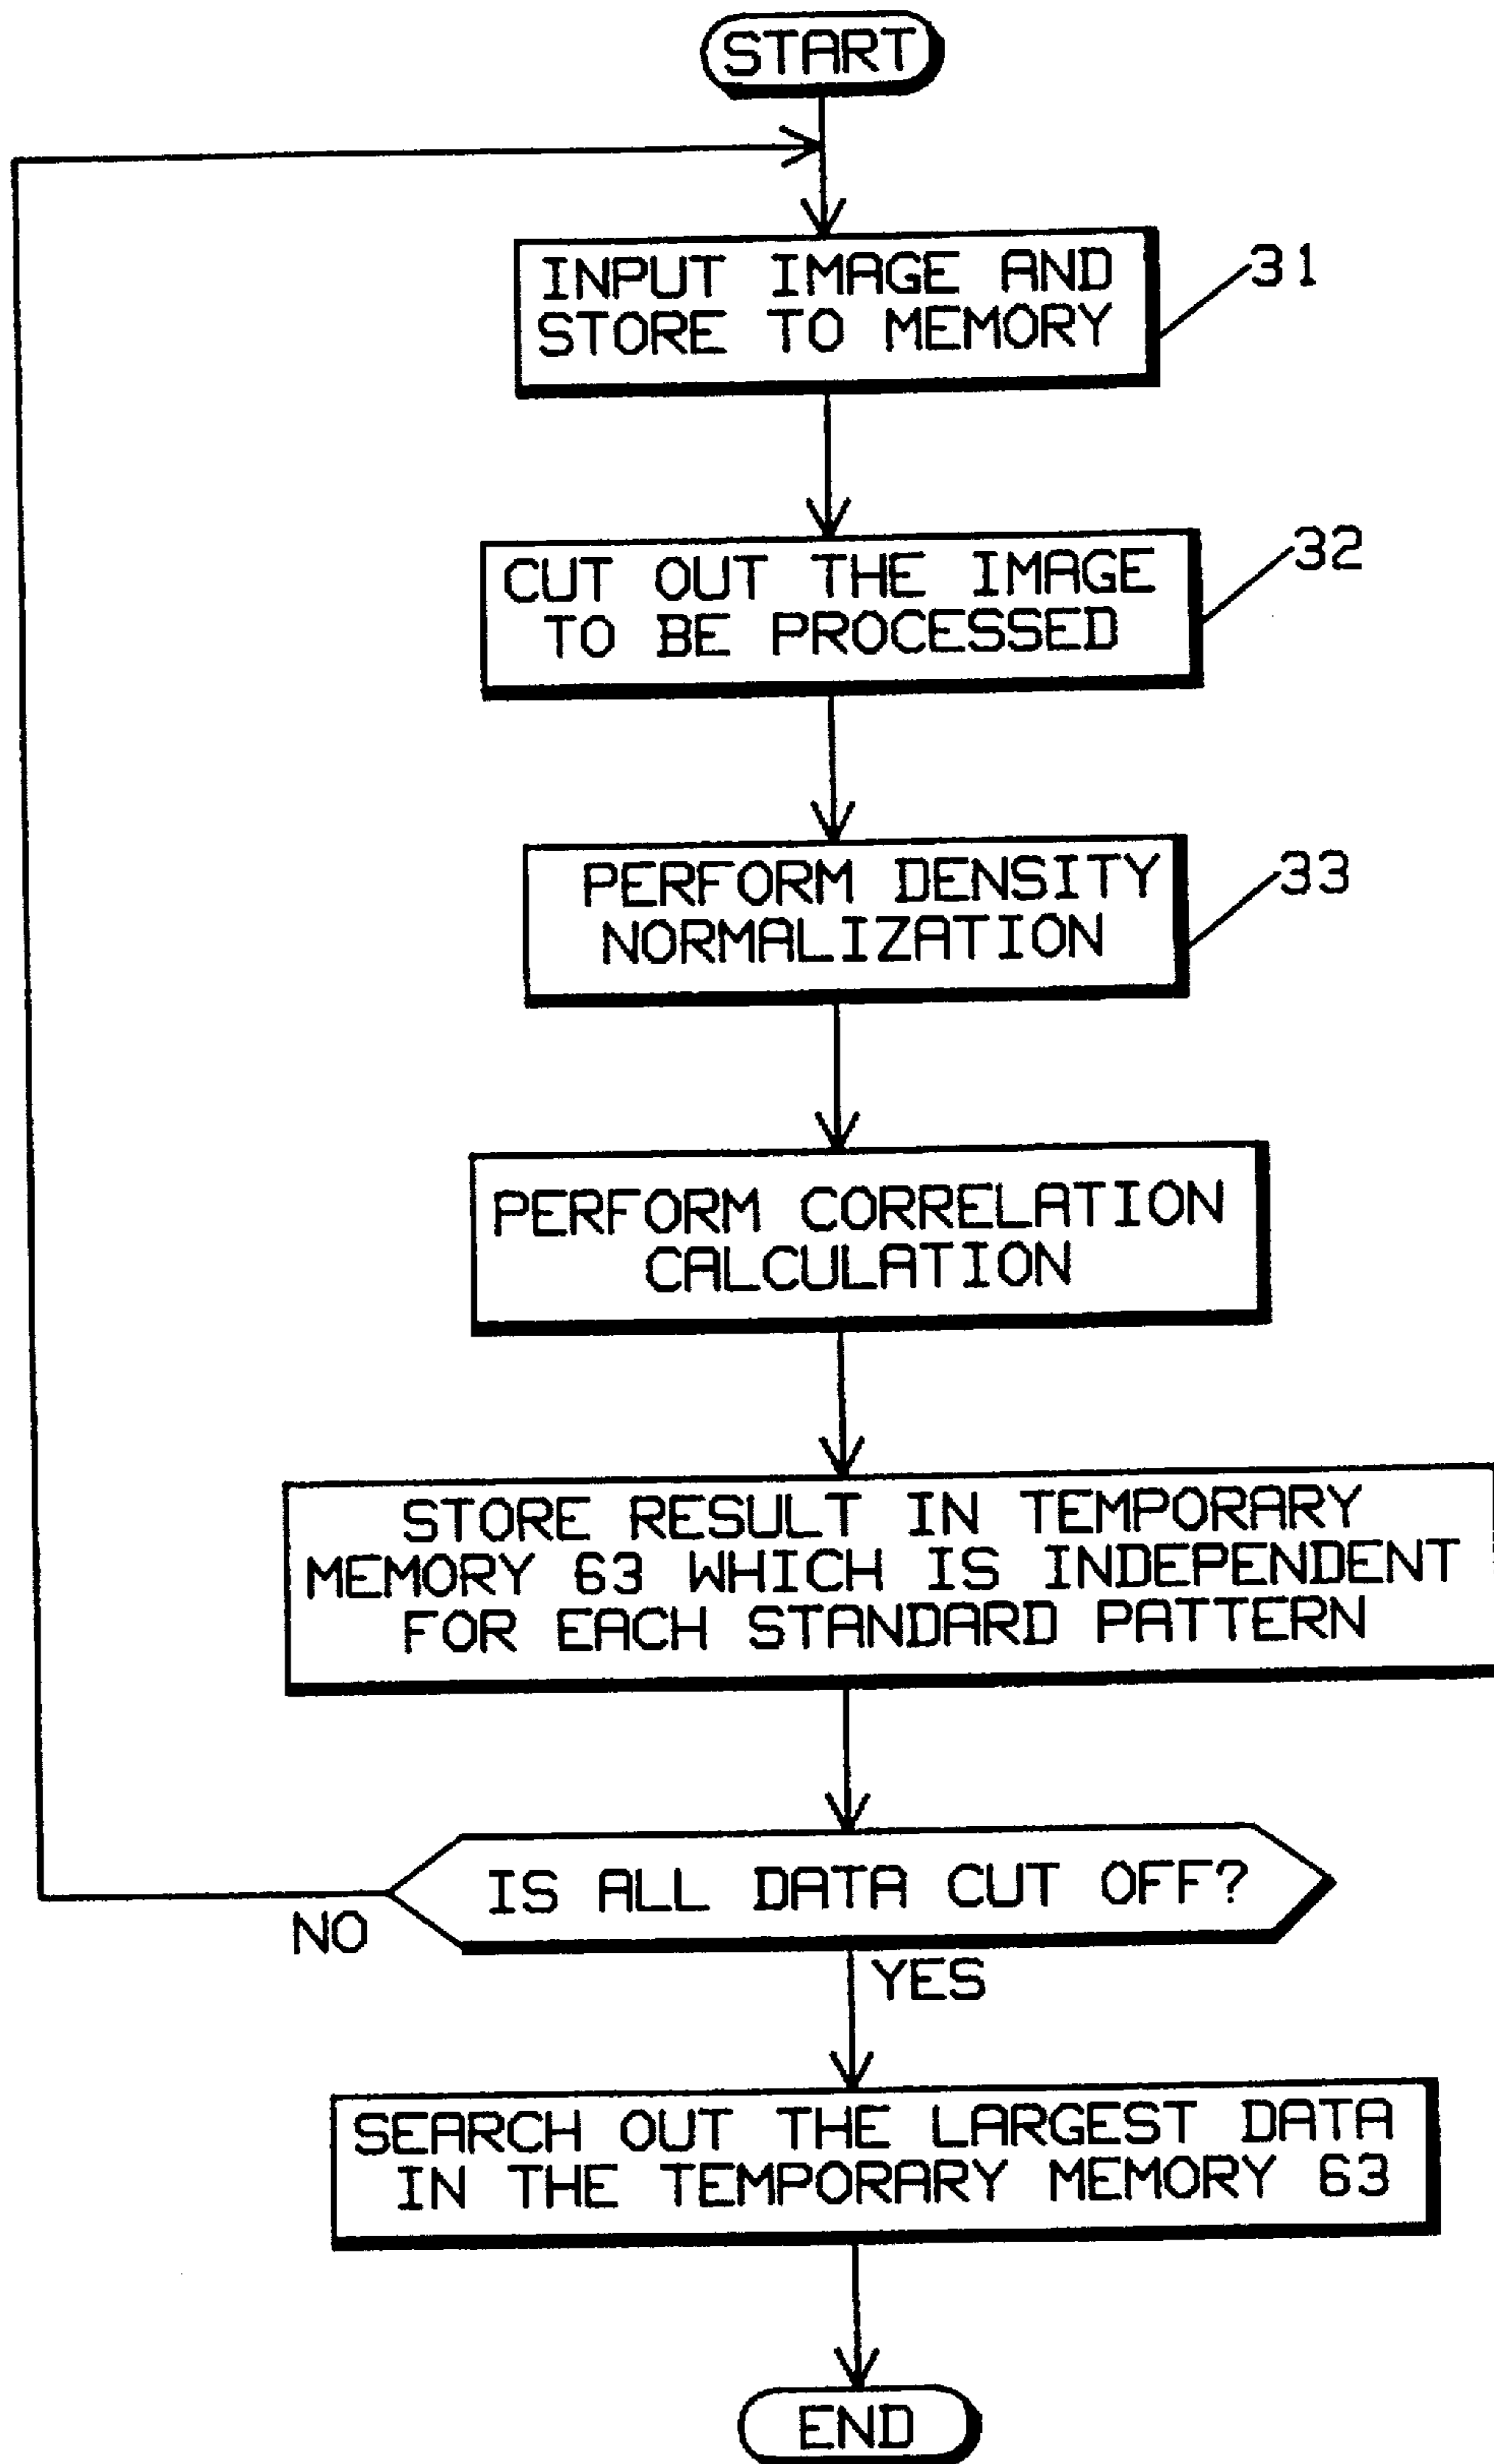 START
INPUT IMAGE AND
STORE TO MEMORY
31
CUT OUT THE IMAGE
TO BE PROCESSED
32
PERFORM DENSITY
NORMALIZATION
33
PERFORM CORRELATION
CALCULATION
STORE RESULT IN TEMPORARY
MEMORY 63 WHICH IS INDEPENDENT
FOR EACH STANDARD PATTERN
IS ALL DATA CUT OFF?
NO
YES
SEARCH OUT THE LARGEST DATA
IN THE TEMPORARY MEMORY 63
END